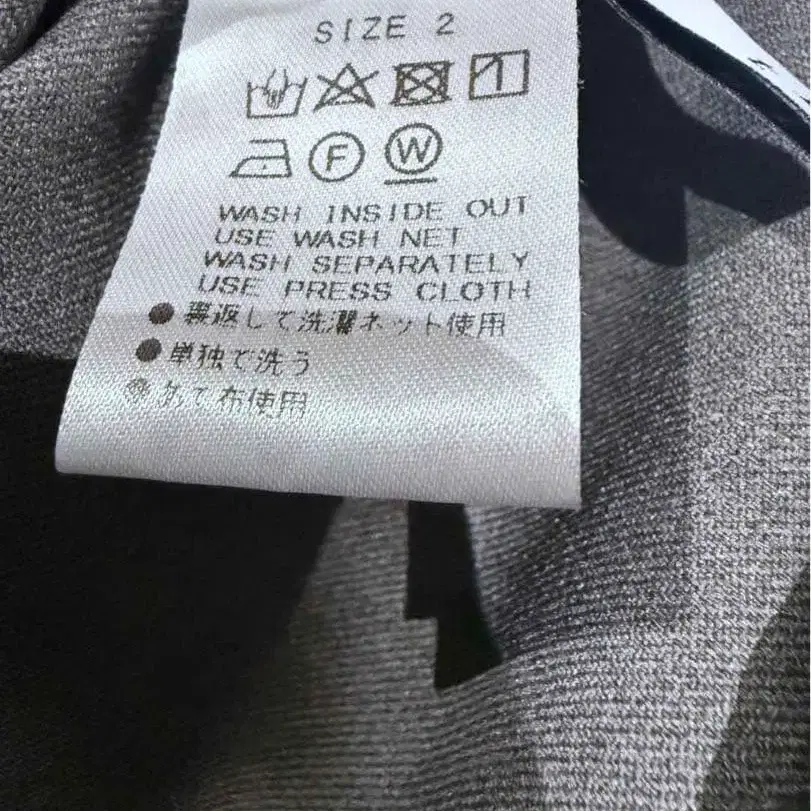 SIZE 2
F W
WASH INSIDE OUT
USE WASH NET
WASH SEPARATELY
USE PRESS CLOTH
●裏返して洗濯ネット使用
●単独で洗う
●あて布使用